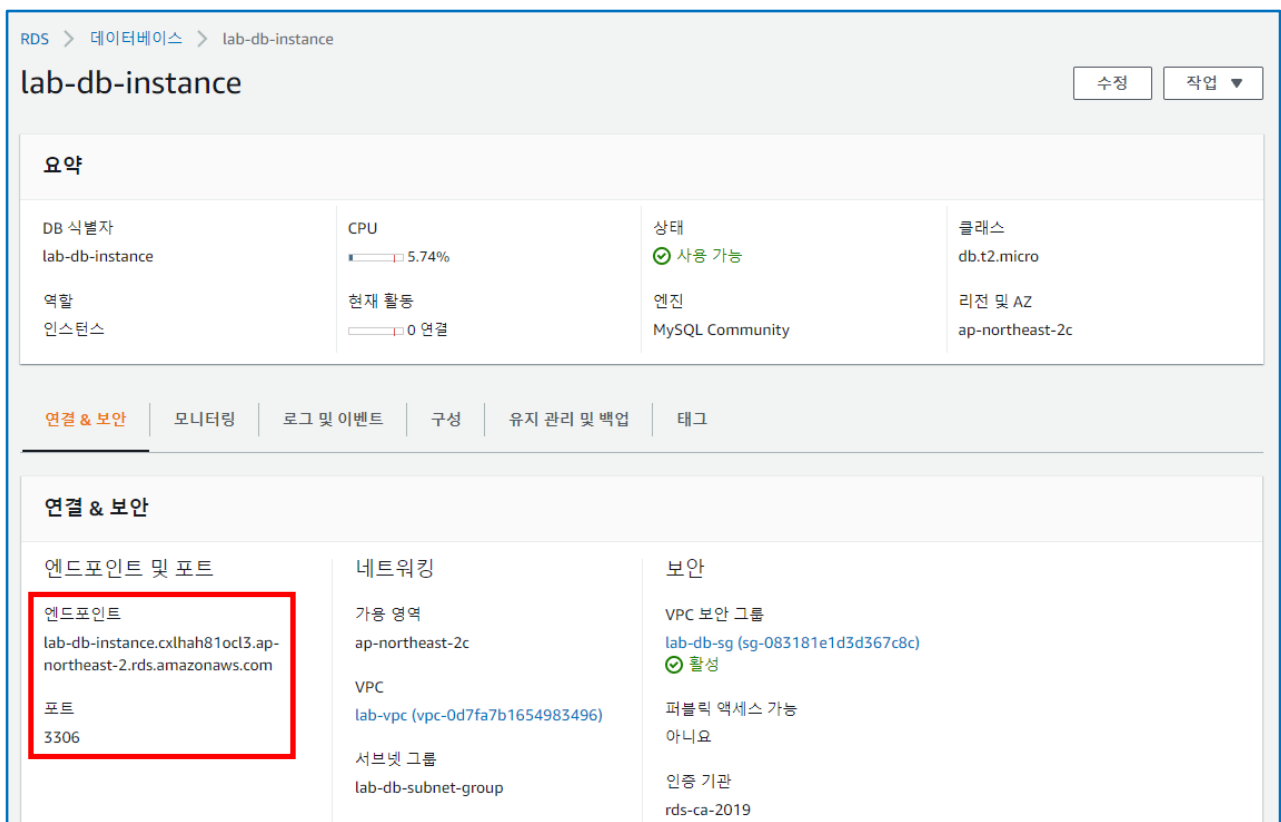 RDS > 데이터베이스 > lab-db-instance
lab-db-instance
수정
작업 ▼
요약
DB 식별자
lab-db-instance
CPU
5.74%
상태
사용 가능
클래스
db.t2.micro
역할
인스턴스
현재 활동
0 연결
엔진
MySQL Community
리전 및 AZ
ap-northeast-2c
연결 & 보안
모니터링
로그 및 이벤트
구성
유지 관리 및 백업
태그
연결 & 보안
엔드포인트 및 포트
엔드포인트
lab-db-instance.cxlhah81ocl3.ap-
northeast-2.rds.amazonaws.com
포트
3306
네트워킹
가용 영역
ap-northeast-2c
VPC
lab-vpc (vpc-0d7fa7b1654983496)
서브넷 그룹
lab-db-subnet-group
보안
VPC 보안 그룹
lab-db-sg (sg-083181e1d3d367c8c)
활성
퍼블릭 액세스 가능
아니요
인증 기관
rds-ca-2019